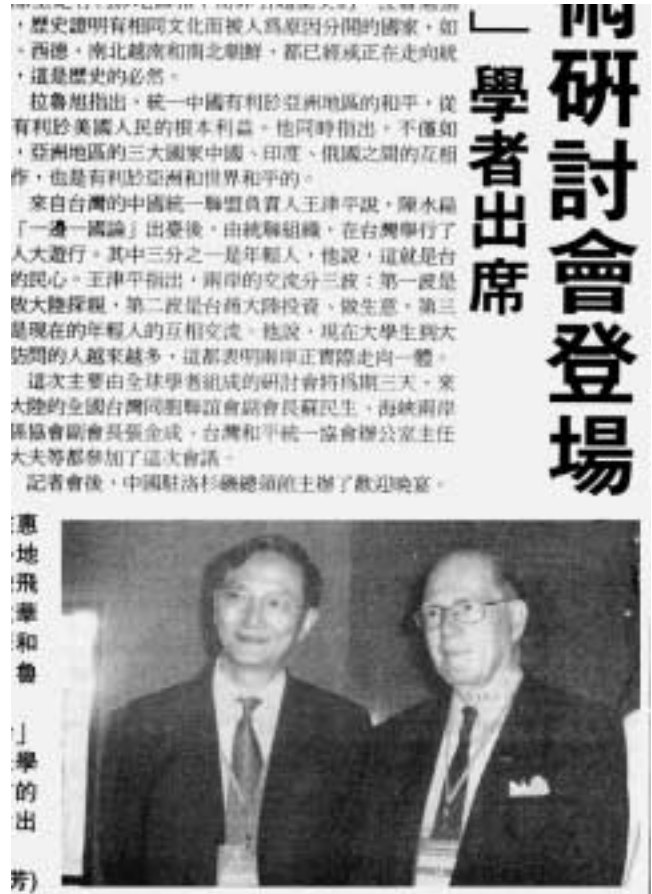 術研討會登場
」學者出席
，歷史證明有相同文化而被人爲原因分開的國家，如
、西德，南北越南和南北朝鮮，都已經或正在走向統
，這是歷史的必然。
拉魯旭指出，統一中國有利於亞洲地區的和平，從
有利於美國人民的根本利益。他同時指出，不僅如
，亞洲地區的三大國家中國、印度、俄國之間的互相
作，也是有利於亞洲和世界和平的。
來自台灣的中國統一聯盟負責人王津平說，陳水扁
「一邊一國論」出臺後，由統聯組織，在台灣舉行了
人大遊行。其中三分之一是年輕人，他說，這就是台
的民心。王津平指出，兩岸的交流分三波：第一波是
放大陸探親，第二波是台商大陸投資、做生意，第三
是現在的年輕人的互相交流。他說，現在大學生到大
訪問的人越來越多，這都表明兩岸正實際走向一體。
這次主要由全球學者組成的研討會將爲期三天，來
大陸的全國台灣同胞聯誼會副會長蘇民生、海峽兩岸
區協會副會長張金成、台灣和平統一協會辦公室主任
大夫等都參加了這次會議。
記者會後，中國駐洛杉磯總領館主辦了歡迎晚宴。
惠
地
飛
華
和
魯
」
學
的
出
芳)